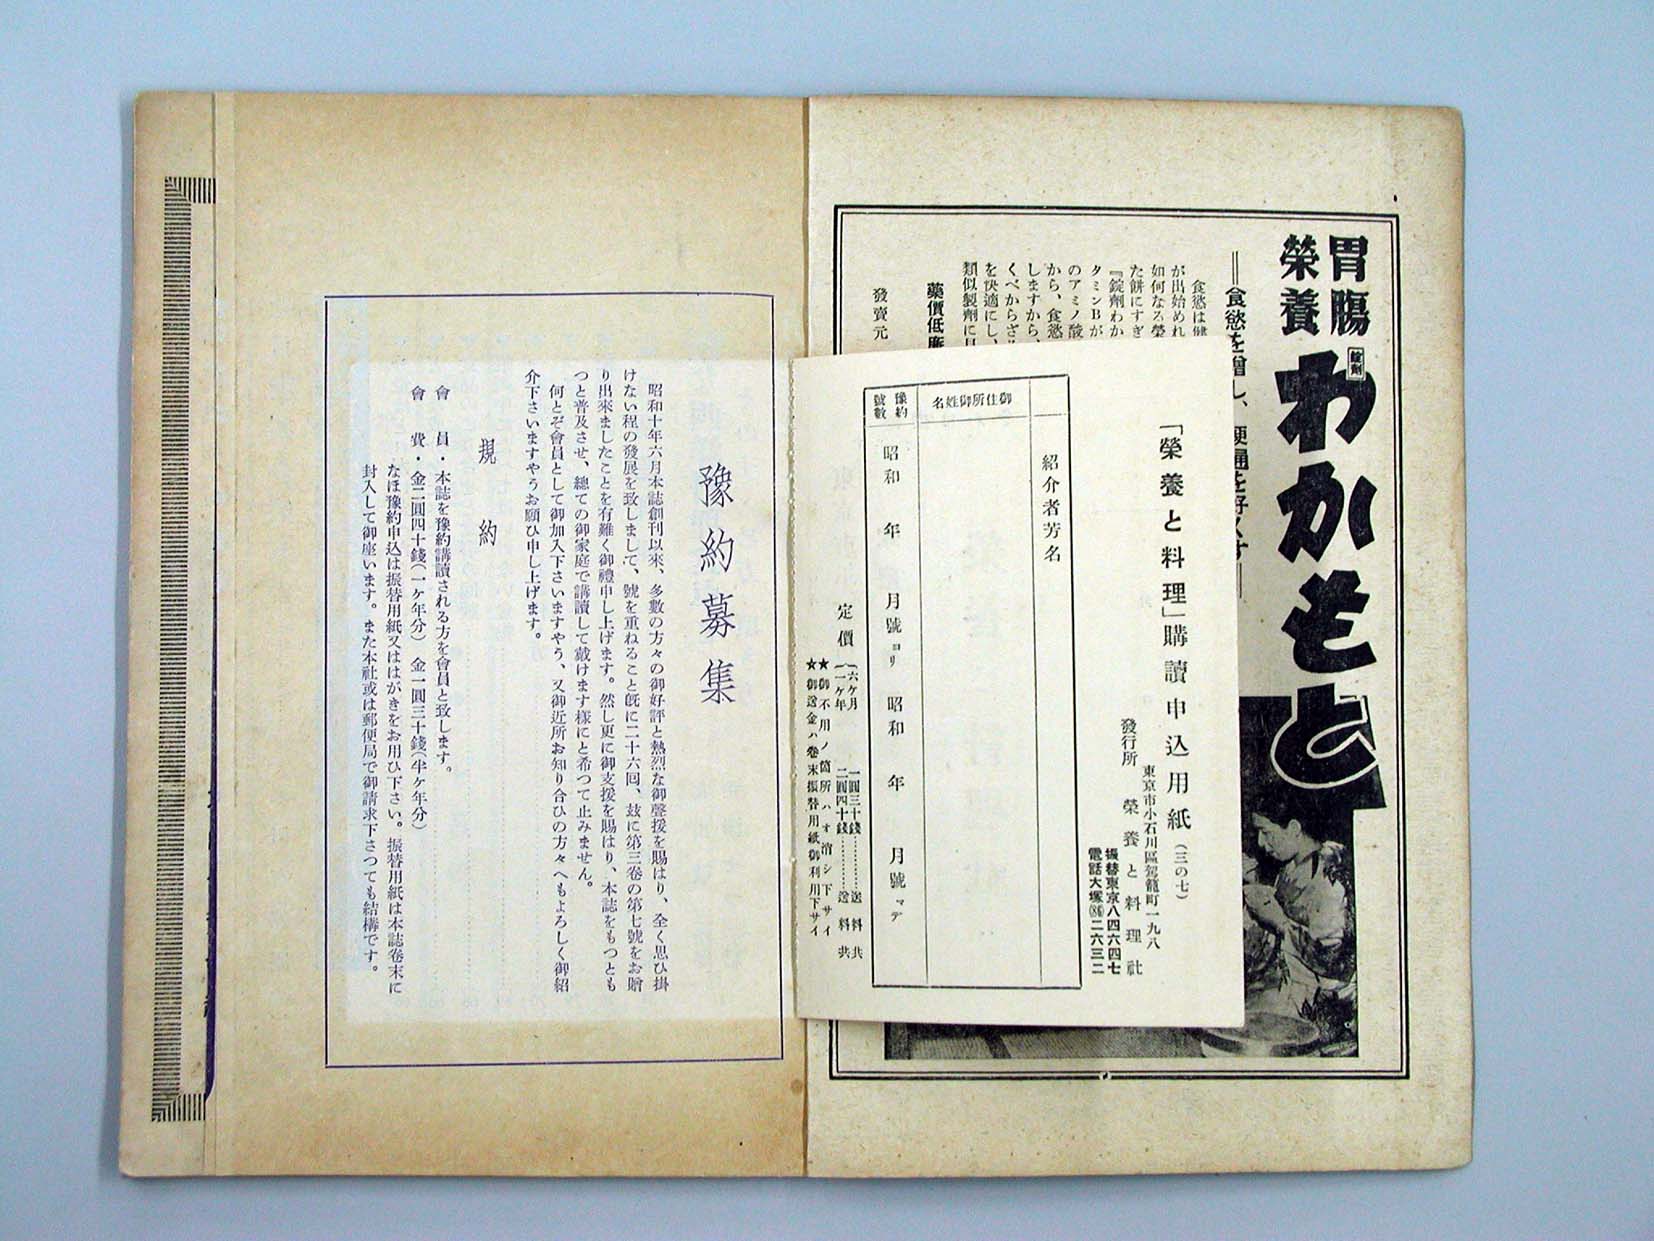 胃腸
榮養
錠劑
わかもと
食慾を增し、便通を好くす
食慾は健
が出始めれ
如何なる榮
た餅にすぎ
『錠劑わか
タミンBが
のアミノ酸
から、食慾
しますから、
くべからざ
を快適にし、
類似製劑に
藥價低廉
發賣元
「榮養と料理」購讀申込用紙(三の七)
東京市小石川區駕籠町一九八
發行所 榮養と料理社
振替東京八四六四七
電話大塚(86)二六三二
紹介者芳名
御住所御姓名
豫約號數
昭和 年 月號ヨリ 昭和 年 月號マデ
定價
六ケ月 一圓三十錢………送料共
一ケ年 二圓四十錢………送料共
★御不用ノ箇所ハオ消シ下サイ
★御送金ハ卷末振替用紙御利用下サイ
豫約募集
昭和十年六月本誌創刊以來、多數の方々の御好評と熱烈な御聲援を賜はり、全く思ひ掛
けない程の發展を致しまして、號を重ねること旣に二十六回、玆に第三卷の第七號をお贈
り出來ましたことを有難く御禮申し上げます。然し更に御支援を賜はり、本誌をもつとも
つと普及させ、總ての御家庭で講讀して戴けます樣にと希つて止みません。
何とぞ會員として御加入下さいますやう、又御近所お知り合ひの方々へもよろしく御紹
介下さいますやうお願ひ申し上げます。
規約
會員・本誌を豫約講讀される方を會員と致します。
會費・金二圓四十錢(一ケ年分) 金一圓三十錢(半ケ年分)
なほ豫約申込は振替用紙又ははがきをお用ひ下さい。振替用紙は本誌卷末に
封入して御座います。また本社或は郵便局で御請求下さつても結構です。